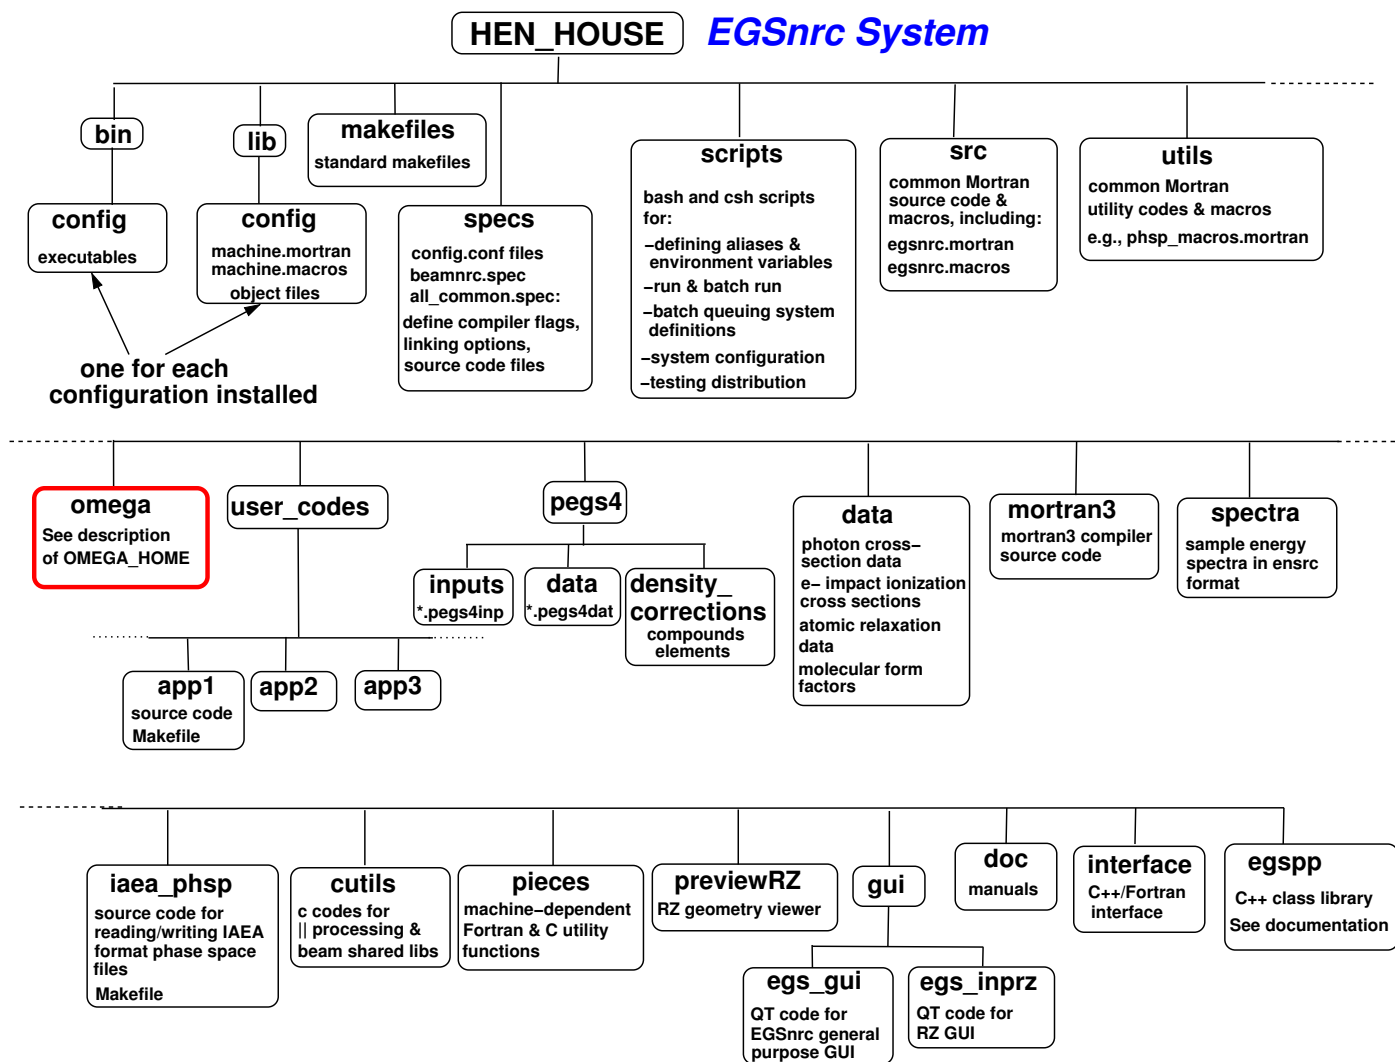 HEN_HOUSE
EGSnrc System
bin
lib
makefiles
standard makefiles
config
executables
config
machine.mortran
machine.macros
object files
one for each
configuration installed
specs
config.conf files
beamnrc.spec
all_common.spec:
define compiler flags,
linking options,
source code files
scripts
bash and csh scripts
for:
−defining aliases &
environment variables
−run & batch run
−batch queuing system
definitions
−system configuration
−testing distribution
src
common Mortran
source code &
macros, including:
egsnrc.mortran
egsnrc.macros
utils
common Mortran
utility codes & macros
e.g., phsp_macros.mortran
omega
See description
of OMEGA_HOME
user_codes
app1
source code
Makefile
app2
app3
pegs4
inputs
*.pegs4inp
data
*.pegs4dat
density_
corrections
compounds
elements
data
photon cross−
section data
e− impact ionization
cross sections
atomic relaxation
data
molecular form
factors
mortran3
mortran3 compiler
source code
spectra
sample energy
spectra in ensrc
format
iaea_phsp
source code for
reading/writing IAEA
format phase space
files
Makefile
cutils
c codes for
|| processing &
beam shared libs
pieces
machine−dependent
Fortran & C utility
functions
previewRZ
RZ geometry viewer
gui
egs_gui
QT code for
EGSnrc general
purpose GUI
egs_inprz
QT code for
RZ GUI
doc
manuals
interface
C++/Fortran
interface
egspp
C++ class library
See documentation